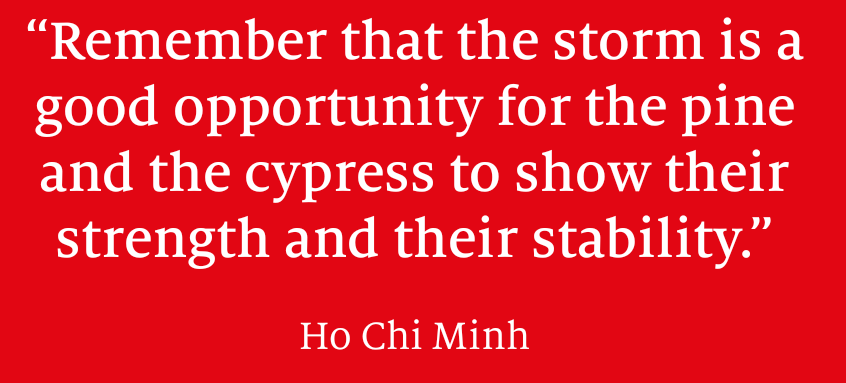 “Remember that the storm is a
good opportunity for the pine
and the cypress to show their
strength and their stability.”
Ho Chi Minh